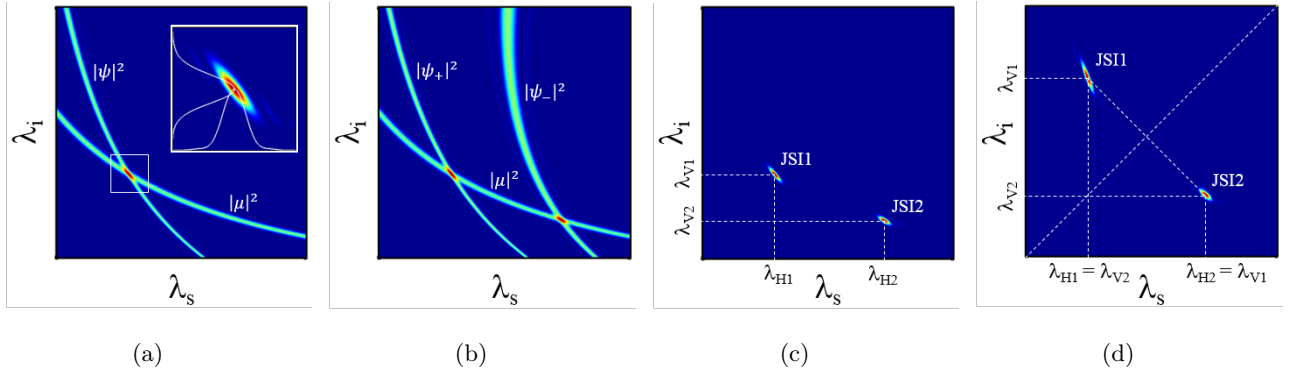 λi
|ψ|²
|μ|²
λs
(a)
λi
|ψ₊|²
|ψ₋|²
|μ|²
λs
(b)
λi
λV1
λV2
JSI1
JSI2
λH1
λH2
λs
(c)
λi
λV1
λV2
JSI1
JSI2
λH1 = λV2
λH2 = λV1
λs
(d)